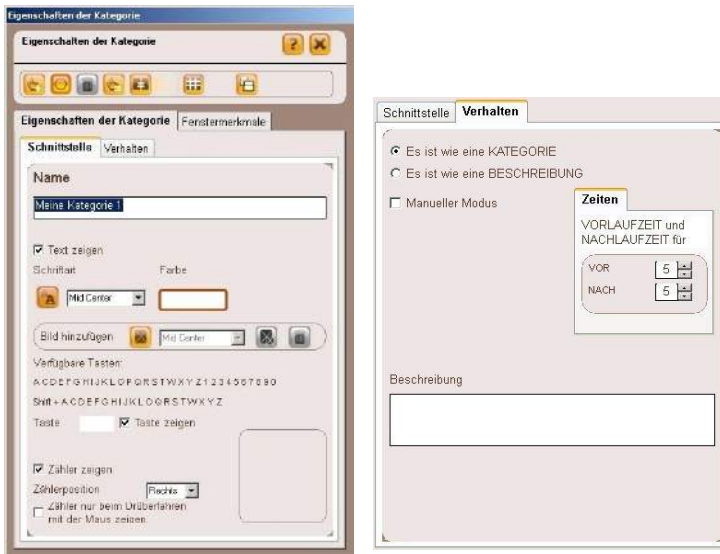 Eigenschaften der Kategorie
Eigenschaften der Kategorie
Eigenschaften der Kategorie Fenstermerkmale
Schnittstelle Verhalten
Name
Meine Kategorie 1
Text zeigen
Schriftart Farbe
A Mid Center
Bild hinzufügen Mid Center
Verfügbare Tasten:
Taste Taste zeigen
Zähler zeigen
Zählerposition Rechts
Zähler nur beim Drüberfahren
mit der Maus zeigen
Schnittstelle Verhalten
Es ist wie eine KATEGORIE
Es ist wie eine BESCHREIBUNG
Manueller Modus
Zeiten
VORLAUFZEIT und
NACHLAUFZEIT für
VOR 5
NACH 5
Beschreibung